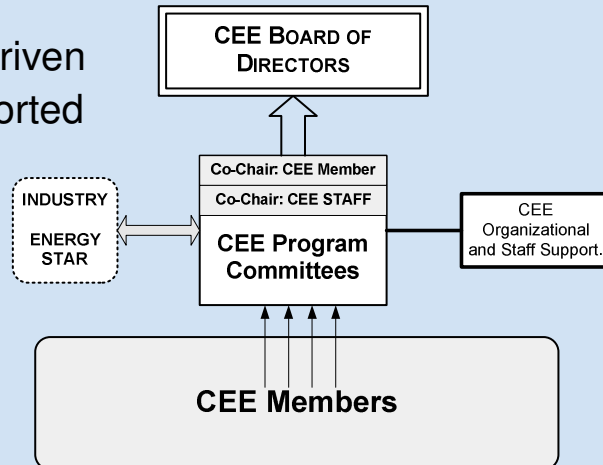 riven
orted
CEE BOARD OF
DIRECTORS
Co-Chair: CEE Member
Co-Chair: CEE STAFF
CEE Program
Committees
INDUSTRY
ENERGY
STAR
CEE
Organizational
and Staff Support.
CEE Members